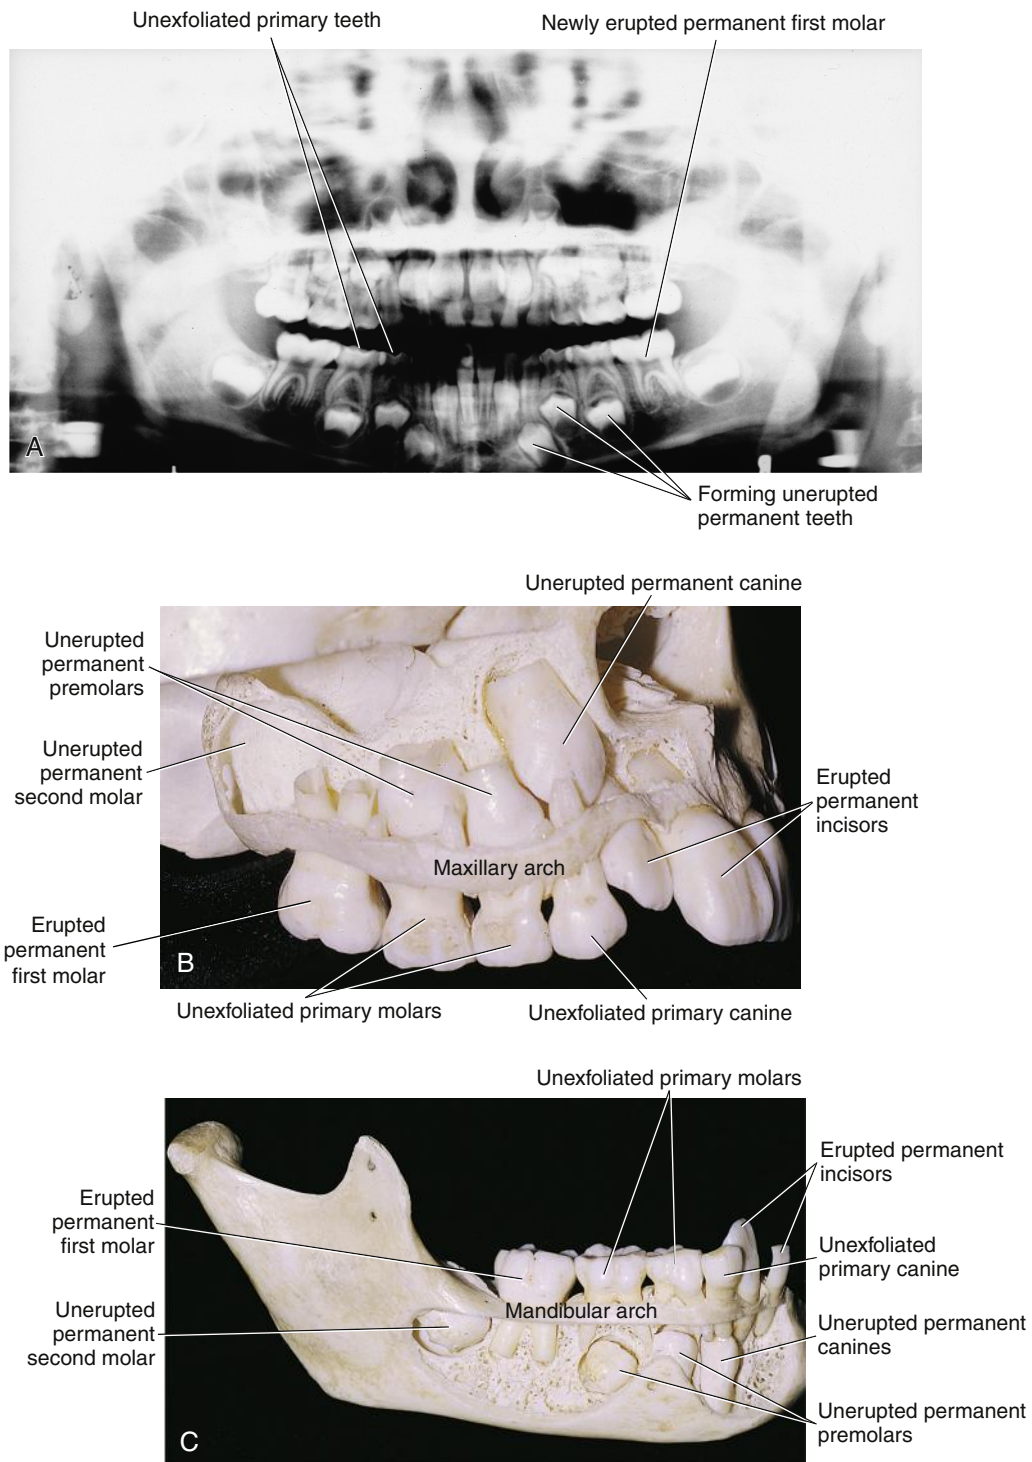 Unexfoliated primary teeth
Newly erupted permanent first molar
A
Forming unerupted
permanent teeth
Unerupted permanent canine
Unerupted
permanent
premolars
Unerupted
permanent
second molar
Erupted
permanent
incisors
Maxillary arch
Erupted
permanent
first molar
B
Unexfoliated primary molars
Unexfoliated primary canine
Unexfoliated primary molars
Erupted permanent
incisors
Erupted
permanent
first molar
Unexfoliated
primary canine
Mandibular arch
Unerupted
permanent
second molar
Unerupted permanent
canines
Unerupted permanent
premolars
C